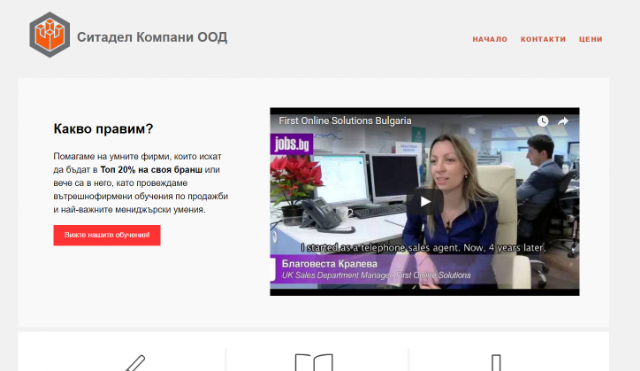 Ситадел Компани ООД
НАЧАЛО КОНТАКТИ ЦЕНИ
Какво правим?
Помагаме на умните фирми, които искат
да бъдат в Топ 20% на своя бранш или
вече са в него, като провеждаме
вътрешнофирмени обучения по продажби
и най-важните мениджърски умения.
Вижте нашите обучения!
First Online Solutions Bulgaria
jobs.bg
I started as a telephone sales agent. Now, 4 years later,
Благовеста Кралева
UK Sales Department Manager, First Online Solutions